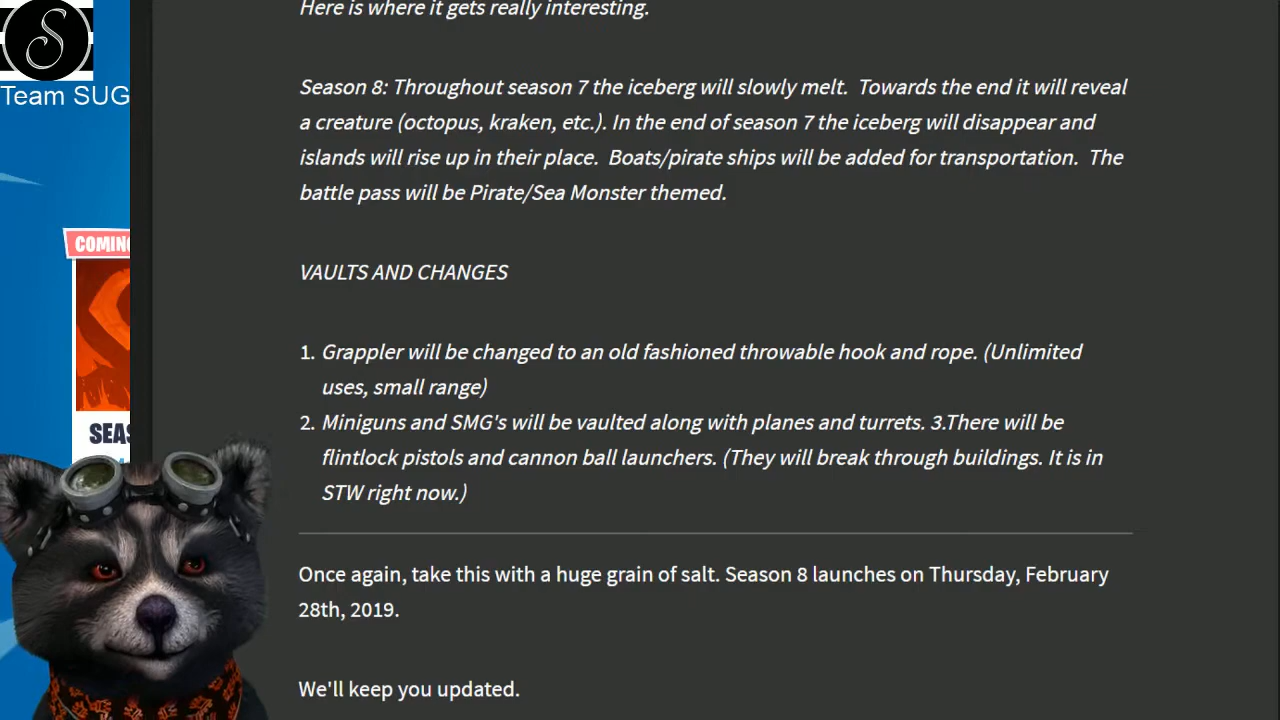 Here is where it gets really interesting.
S
Team SUG
Season 8: Throughout season 7 the iceberg will slowly melt. Towards the end it will reveal
a creature (octopus, kraken, etc.). In the end of season 7 the iceberg will disappear and
islands will rise up in their place. Boats/pirate ships will be added for transportation. The
battle pass will be Pirate/Sea Monster themed.
COMING
VAULTS AND CHANGES
1. Grappler will be changed to an old fashioned throwable hook and rope. (Unlimited
uses, small range)
2. Miniguns and SMG's will be vaulted along with planes and turrets. 3.There will be
flintlock pistols and cannon ball launchers. (They will break through buildings. It is in
STW right now.)
SEAS
Once again, take this with a huge grain of salt. Season 8 launches on Thursday, February
28th, 2019.
We'll keep you updated.